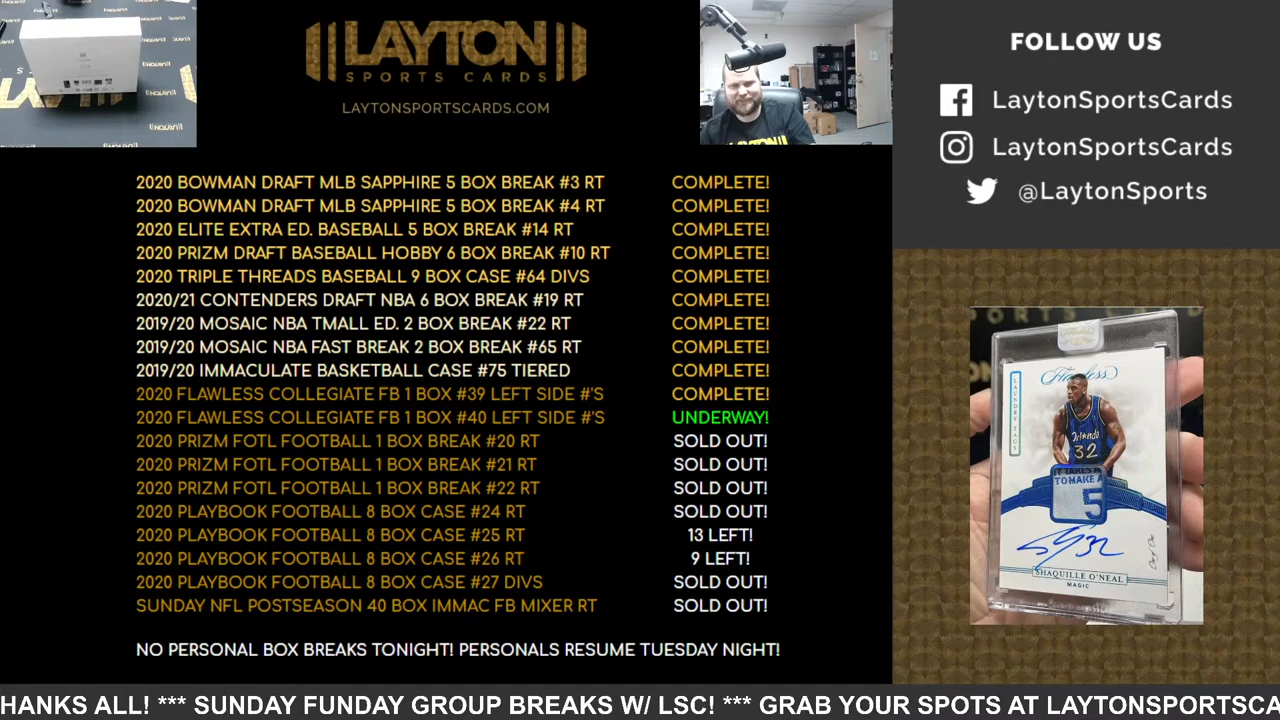 LAYTON
SPORTS CARDS
LAYTONSPORTSCARDS.COM
FOLLOW US
LaytonSportsCards
LaytonSportsCards
@LaytonSports
2020 BOWMAN DRAFT MLB SAPPHIRE 5 BOX BREAK #3 RT COMPLETE!
2020 BOWMAN DRAFT MLB SAPPHIRE 5 BOX BREAK #4 RT COMPLETE!
2020 ELITE EXTRA ED. BASEBALL 5 BOX BREAK #14 RT COMPLETE!
2020 PRIZM DRAFT BASEBALL HOBBY 6 BOX BREAK #10 RT COMPLETE!
2020 TRIPLE THREADS BASEBALL 9 BOX CASE #64 DIVS COMPLETE!
2020/21 CONTENDERS DRAFT NBA 6 BOX BREAK #19 RT COMPLETE!
2019/20 MOSAIC NBA TMALL ED. 2 BOX BREAK #22 RT COMPLETE!
2019/20 MOSAIC NBA FAST BREAK 2 BOX BREAK #65 RT COMPLETE!
2019/20 IMMACULATE BASKETBALL CASE #75 TIERED COMPLETE!
2020 FLAWLESS COLLEGIATE FB 1 BOX #39 LEFT SIDE #'S COMPLETE!
2020 FLAWLESS COLLEGIATE FB 1 BOX #40 LEFT SIDE #'S UNDERWAY!
2020 PRIZM FOTL FOOTBALL 1 BOX BREAK #20 RT SOLD OUT!
2020 PRIZM FOTL FOOTBALL 1 BOX BREAK #21 RT SOLD OUT!
2020 PRIZM FOTL FOOTBALL 1 BOX BREAK #22 RT SOLD OUT!
2020 PLAYBOOK FOOTBALL 8 BOX CASE #24 RT SOLD OUT!
2020 PLAYBOOK FOOTBALL 8 BOX CASE #25 RT 13 LEFT!
2020 PLAYBOOK FOOTBALL 8 BOX CASE #26 RT 9 LEFT!
2020 PLAYBOOK FOOTBALL 8 BOX CASE #27 DIVS SOLD OUT!
SUNDAY NFL POSTSEASON 40 BOX IMMAC FB MIXER RT SOLD OUT!
NO PERSONAL BOX BREAKS TONIGHT! PERSONALS RESUME TUESDAY NIGHT!
Flawless
LAUNDRY TAGS
Orlando
32
IT TAKES A
TO MAKE A
5
SHAQUILLE O'NEAL
MAGIC
HANKS ALL! *** SUNDAY FUNDAY GROUP BREAKS W/ LSC! *** GRAB YOUR SPOTS AT LAYTONSPORTSCA